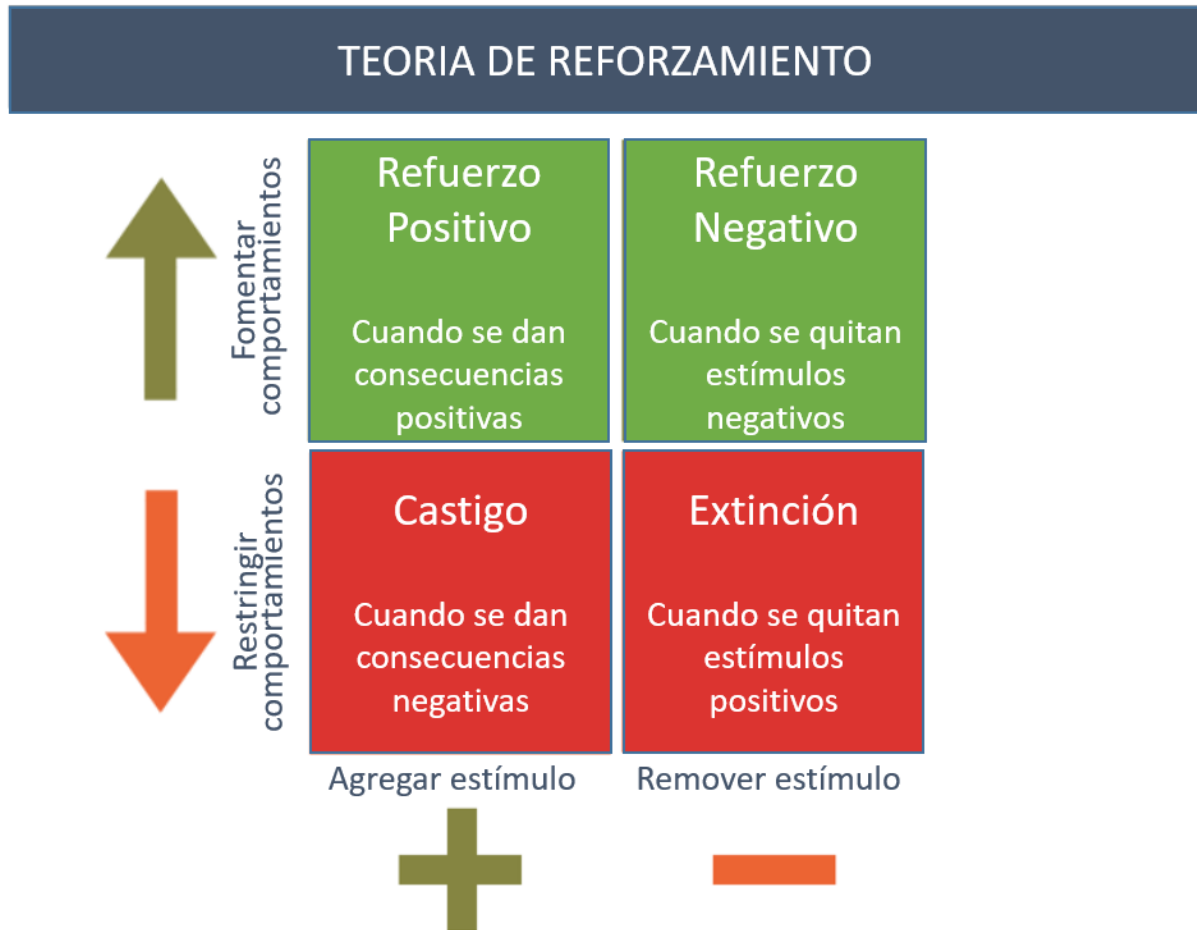 TEORIA DE REFORZAMIENTO
Fomentar
comportamientos
Refuerzo
Positivo
Cuando se dan
consecuencias
positivas
Refuerzo
Negativo
Cuando se quitan
estímulos
negativos
Restringir
comportamientos
Castigo
Cuando se dan
consecuencias
negativas
Extinción
Cuando se quitan
estímulos
positivos
Agregar estímulo
Remover estímulo